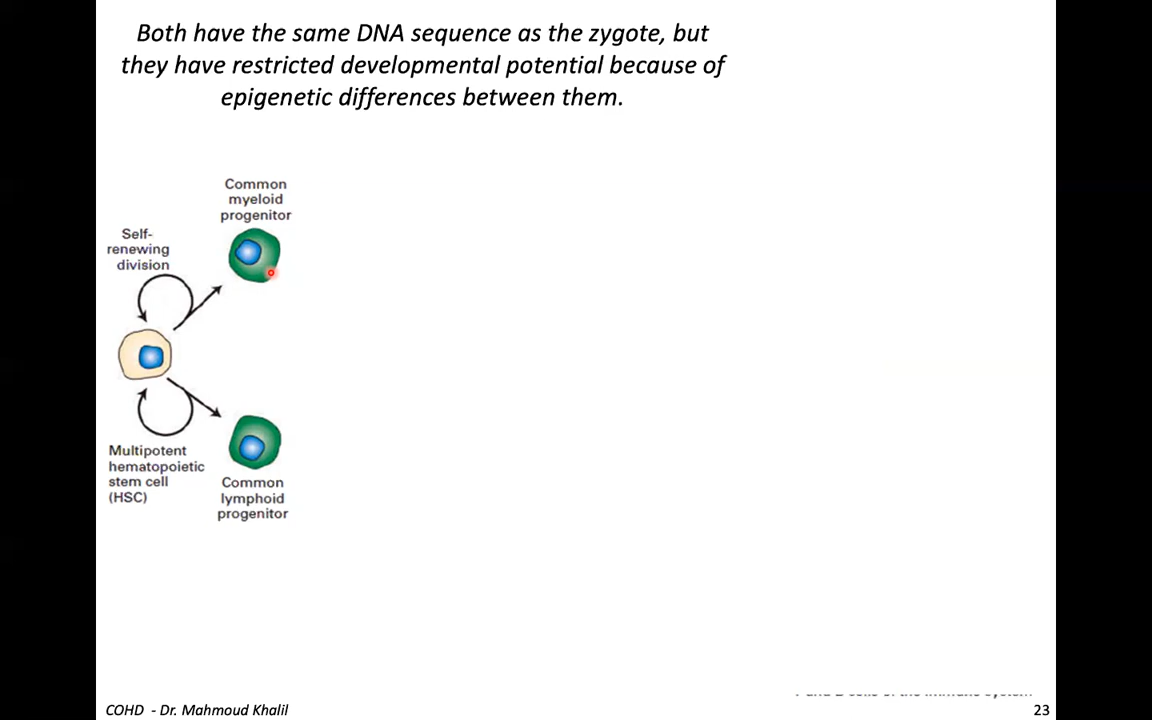 Both have the same DNA sequence as the zygote, but
they have restricted developmental potential because of
epigenetic differences between them.
Common
myeloid
progenitor
Self-
renewing
division
Multipotent
hematopoietic
stem cell
(HSC)
Common
lymphoid
progenitor
COHD - Dr. Mahmoud Khalil
23